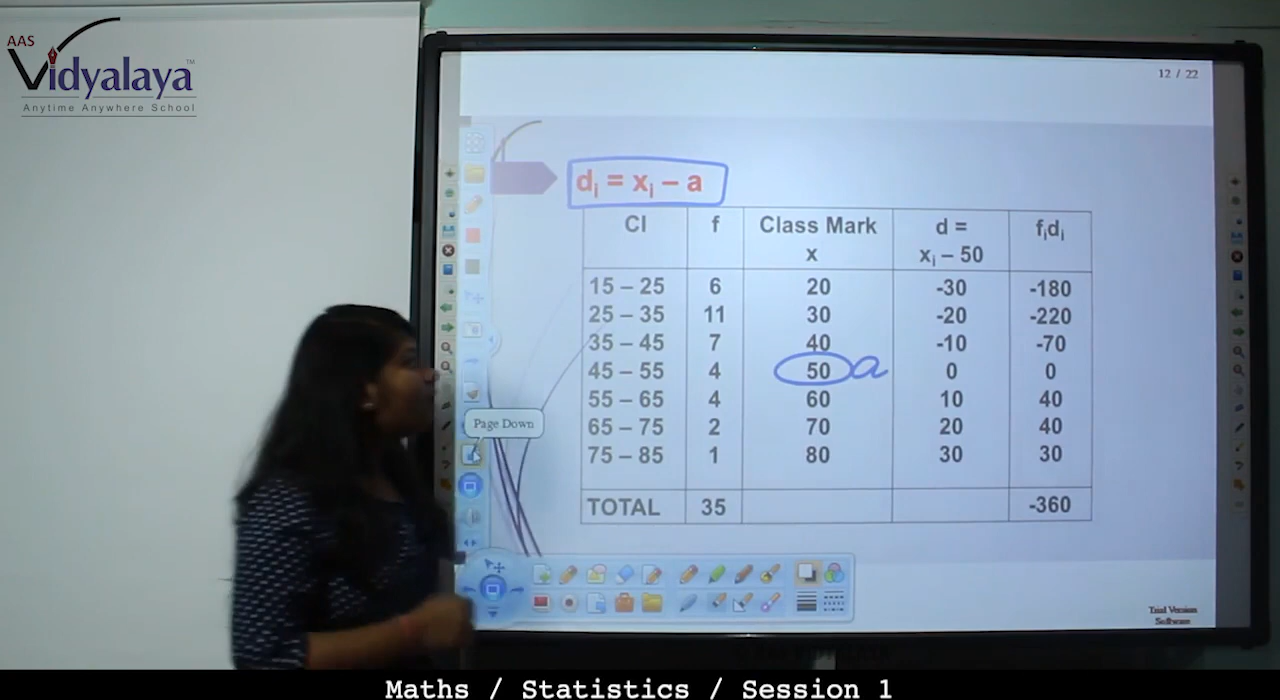 AAS
Vidyalaya™
Anytime Anywhere School
12 / 22
di = xi – a
CI f Class Mark x d = xi – 50 fidi
15 – 25 6 20 -30 -180
25 – 35 11 30 -20 -220
35 – 45 7 40 -10 -70
45 – 55 4 50 a 0 0
55 – 65 4 60 10 40
65 – 75 2 70 20 40
75 – 85 1 80 30 30
TOTAL 35 -360
Page Down
Trial Version
Software
Maths / Statistics / Session 1